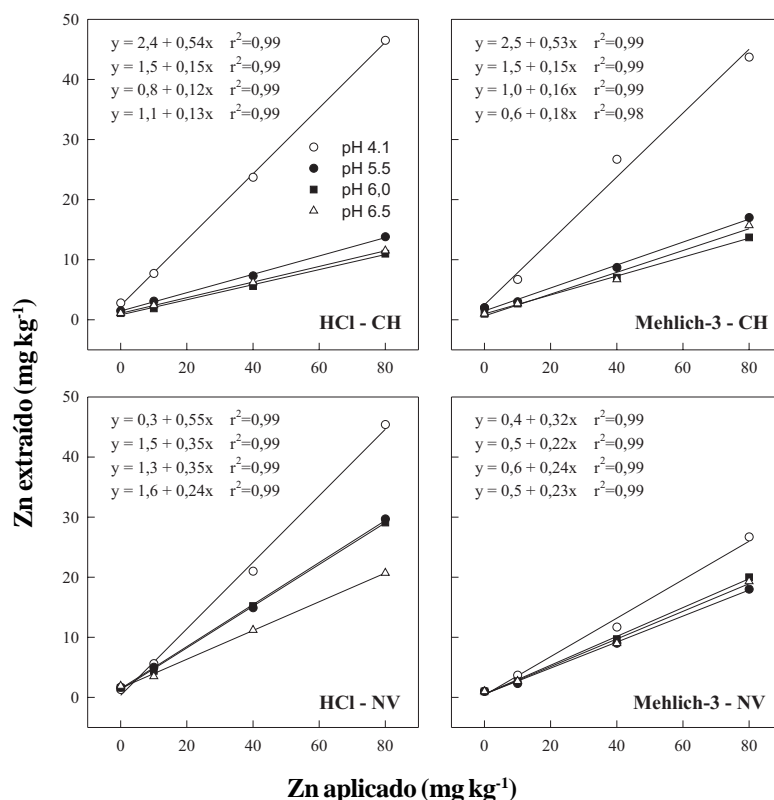 Zn extraído (mg kg⁻¹)
50
40
30
20
10
0
y = 2,4 + 0,54x r²=0,99
y = 1,5 + 0,15x r²=0,99
y = 0,8 + 0,12x r²=0,99
y = 1,1 + 0,13x r²=0,99
pH 4.1
pH 5.5
pH 6,0
pH 6.5
HCl - CH
0 20 40 60 80
y = 2,5 + 0,53x r²=0,99
y = 1,5 + 0,15x r²=0,99
y = 1,0 + 0,16x r²=0,99
y = 0,6 + 0,18x r²=0,98
Mehlich-3 - CH
0 20 40 60 80
50
40
30
20
10
0
y = 0,3 + 0,55x r²=0,99
y = 1,5 + 0,35x r²=0,99
y = 1,3 + 0,35x r²=0,99
y = 1,6 + 0,24x r²=0,99
HCl - NV
0 20 40 60 80
y = 0,4 + 0,32x r²=0,99
y = 0,5 + 0,22x r²=0,99
y = 0,6 + 0,24x r²=0,99
y = 0,5 + 0,23x r²=0,99
Mehlich-3 - NV
0 20 40 60 80
Zn aplicado (mg kg⁻¹)